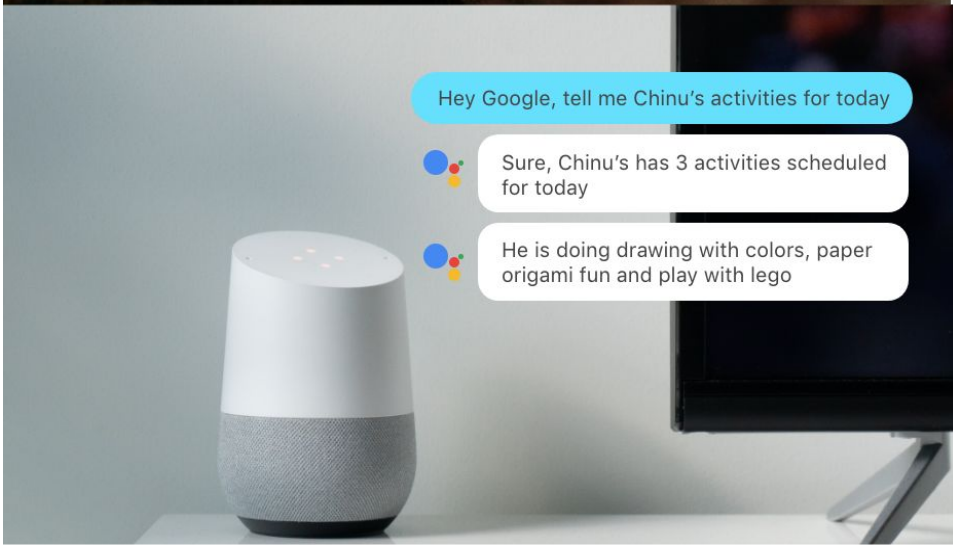 Hey Google, tell me Chinu’s activities for today
Sure, Chinu’s has 3 activities scheduled
for today
He is doing drawing with colors, paper
origami fun and play with lego